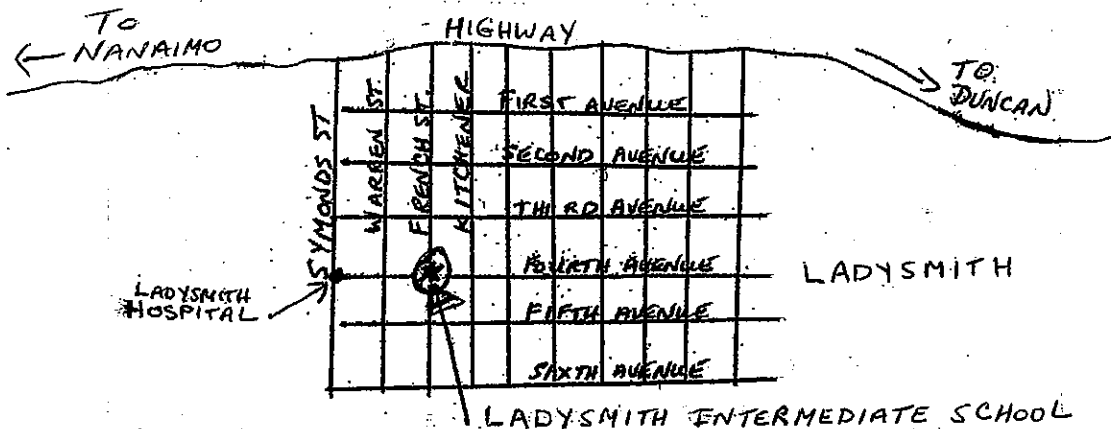 TO
NANAIMO
HIGHWAY
TO
DUNCAN
SYMONDS ST
WARREN ST.
FRENCH ST.
KITCHENER
FIRST AVENUE
SECOND AVENUE
THIRD AVENUE
FOURTH AVENUE
FIFTH AVENUE
SIXTH AVENUE
LADYSMITH
LADYSMITH
HOSPITAL
LADYSMITH INTERMEDIATE SCHOOL